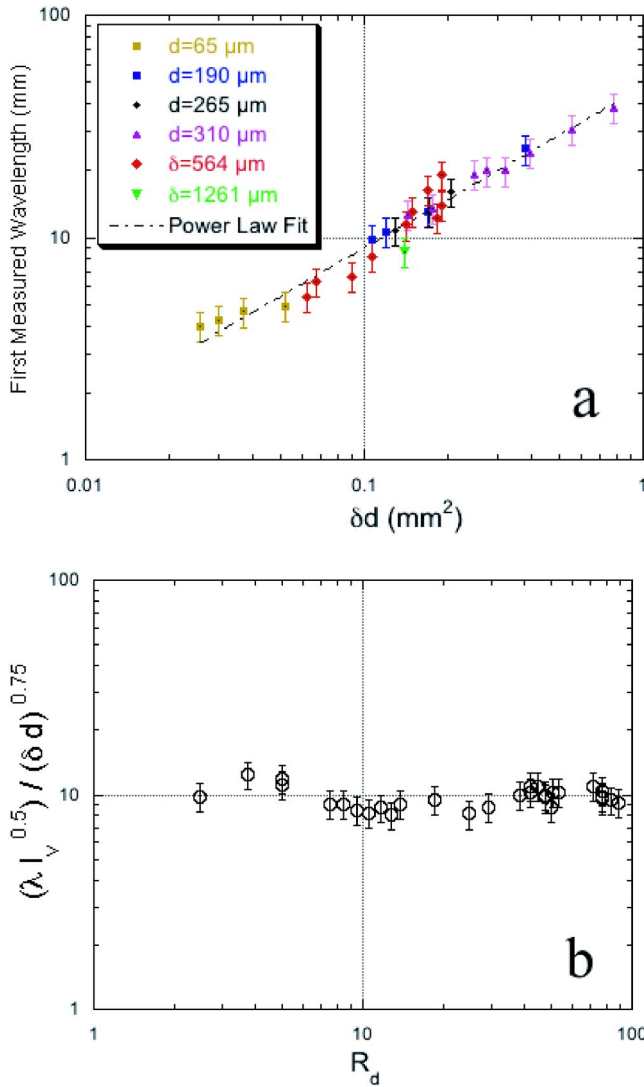 100
d=65 µm
d=190 µm
d=265 µm
d=310 µm
δ=564 µm
δ=1261 µm
Power Law Fit
First Measured Wavelength (mm)
10
a
1
0.01
0.1
1
δd (mm²)
100
(λ l_v^0.5) / (δ d)^0.75
10
b
1
1
10
100
R_d